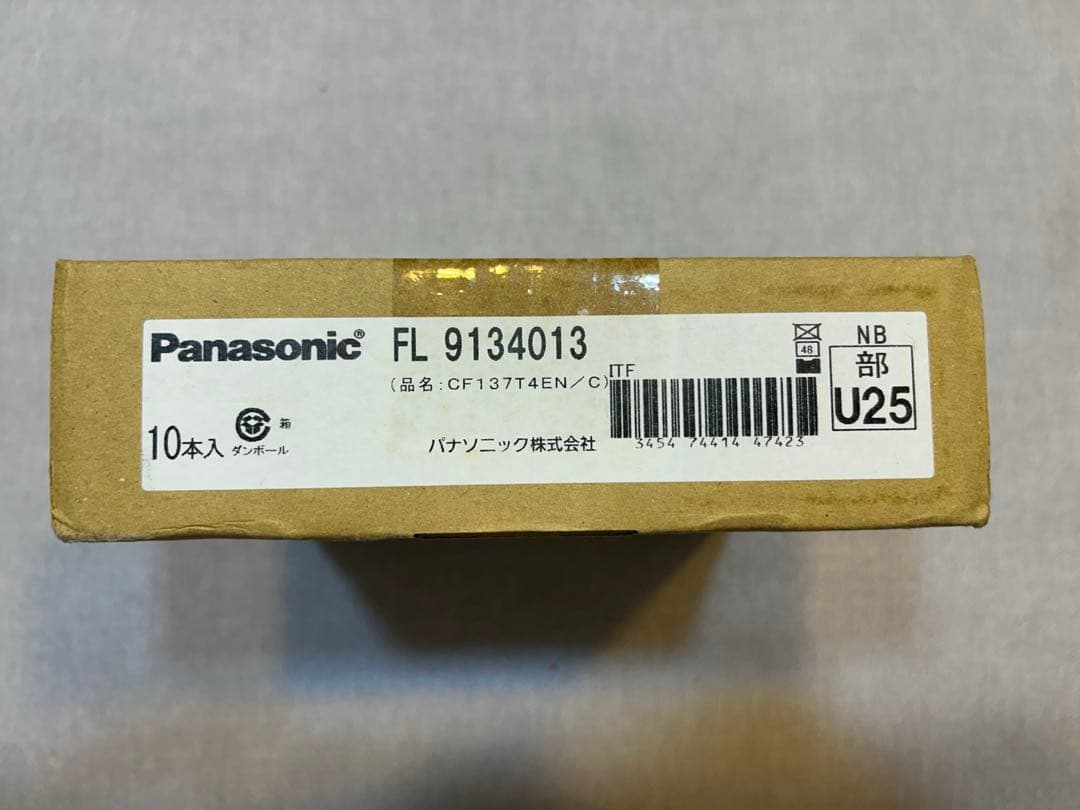 Panasonic® FL 9134013
(品名:CF137T4EN/C)
ITF
3454 74414 47423
48
NB
部
U25
10本入
箱
ダンボール
パナソニック株式会社